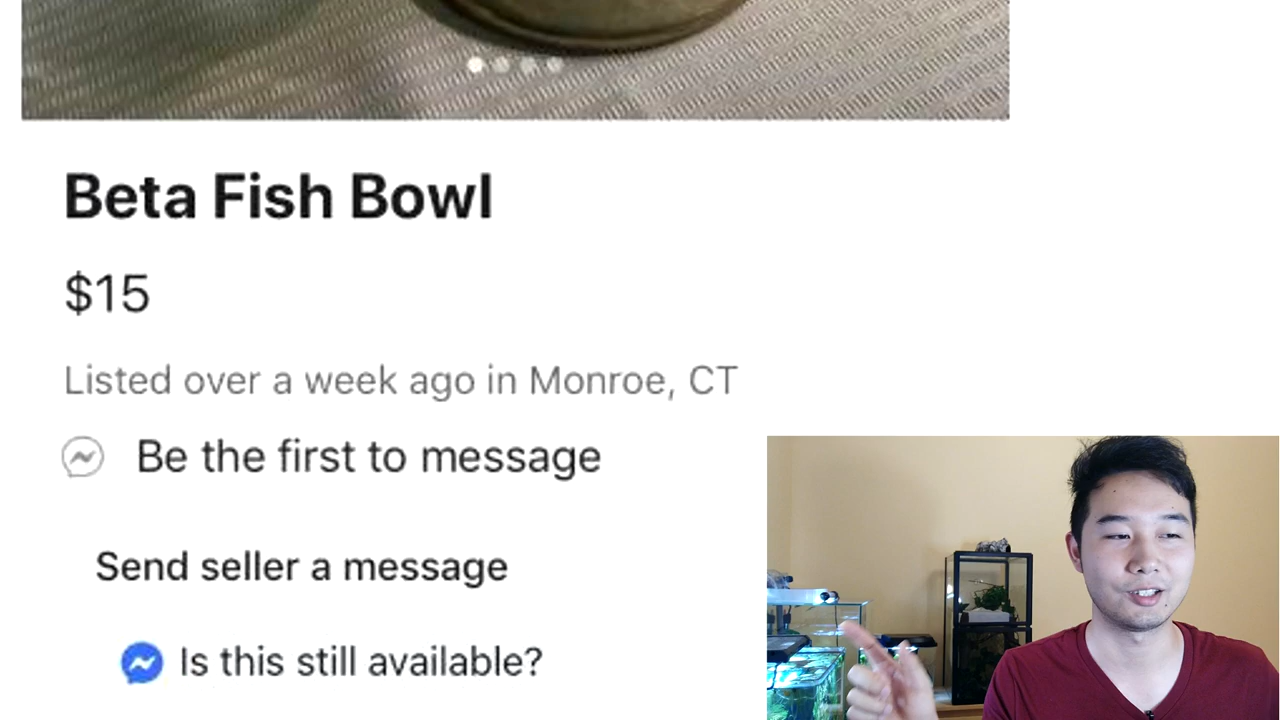 Beta Fish Bowl
$15
Listed over a week ago in Monroe, CT
Be the first to message
Send seller a message
Is this still available?